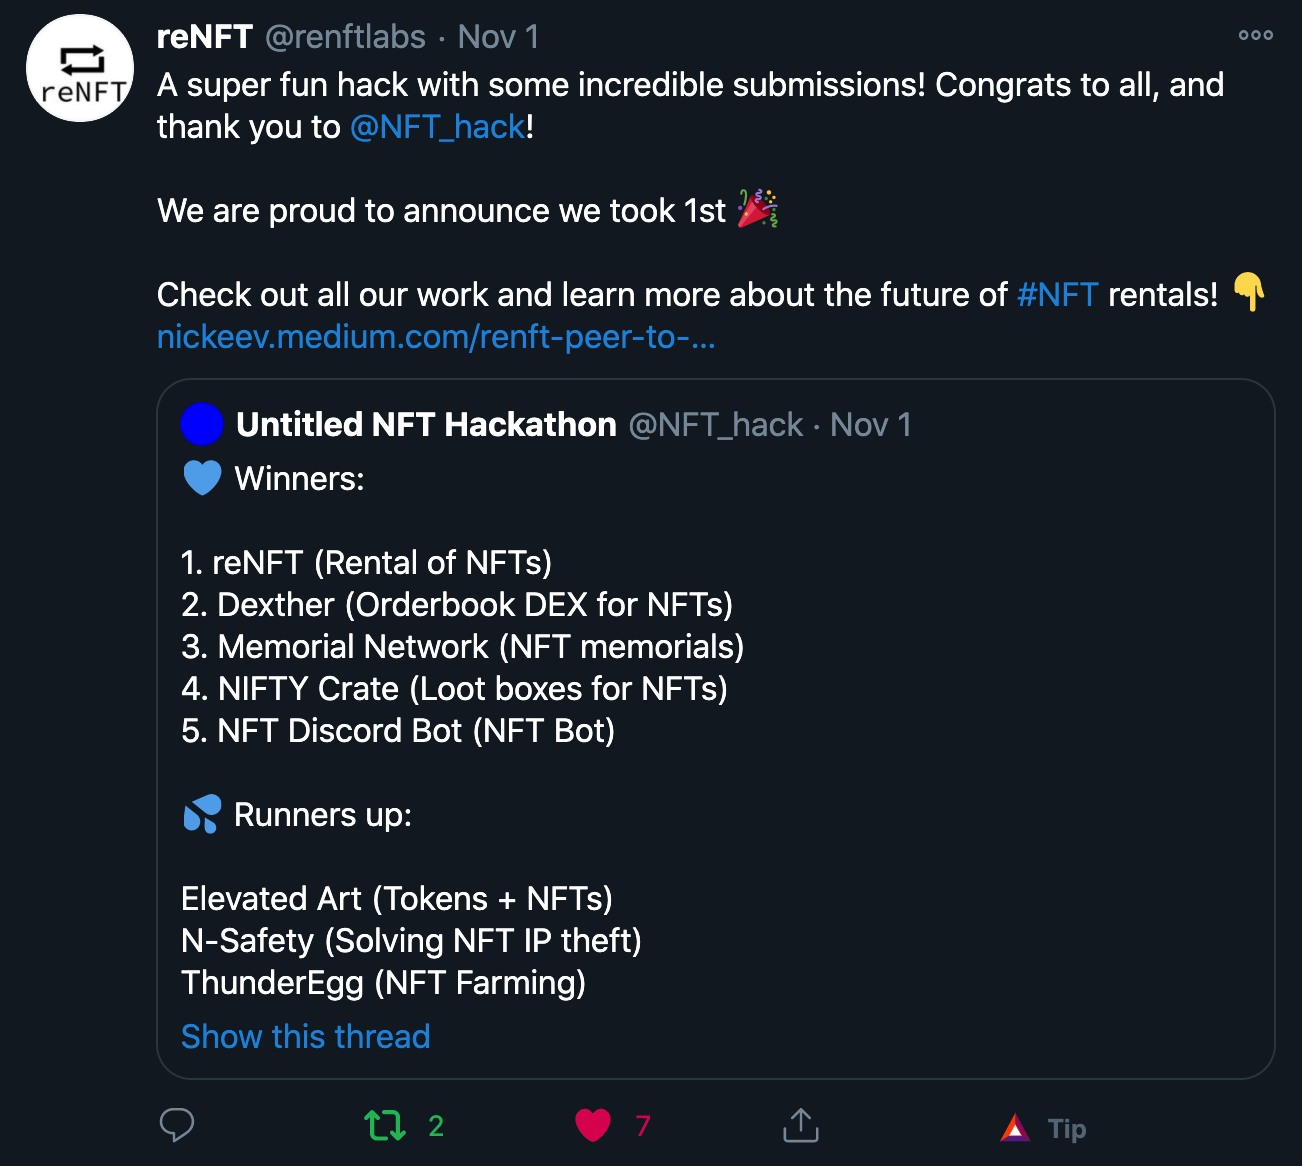 reNFT
reNFT @renftlabs · Nov 1
A super fun hack with some incredible submissions! Congrats to all, and
thank you to @NFT_hack!
We are proud to announce we took 1st 🎉
Check out all our work and learn more about the future of #NFT rentals! 👇
nickeev.medium.com/renft-peer-to-...
Untitled NFT Hackathon @NFT_hack · Nov 1
💙 Winners:
1. reNFT (Rental of NFTs)
2. Dexther (Orderbook DEX for NFTs)
3. Memorial Network (NFT memorials)
4. NIFTY Crate (Loot boxes for NFTs)
5. NFT Discord Bot (NFT Bot)
💦 Runners up:
Elevated Art (Tokens + NFTs)
N-Safety (Solving NFT IP theft)
ThunderEgg (NFT Farming)
Show this thread
2 7 Tip